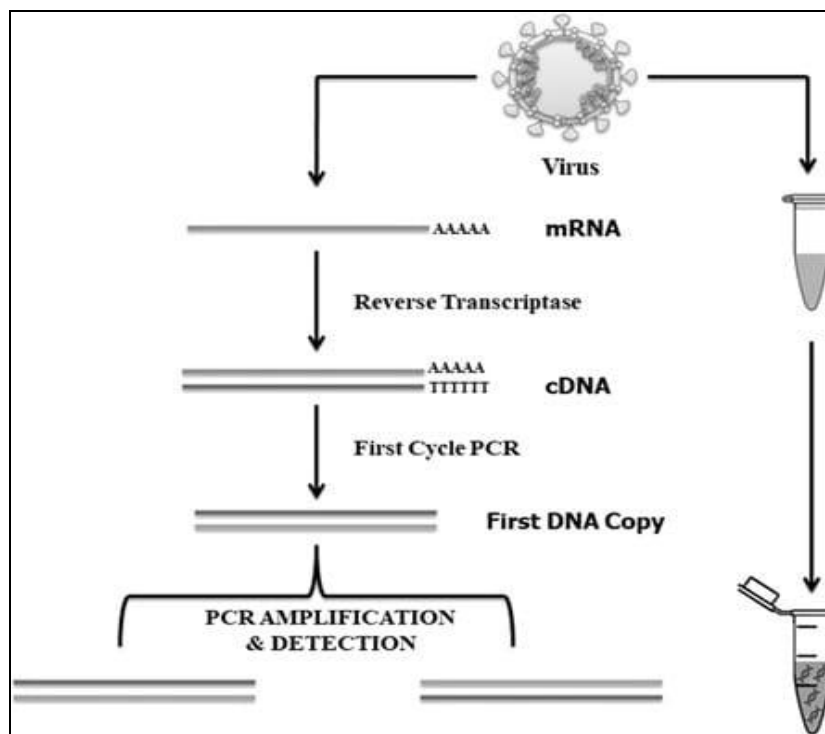 Virus
AAAAA mRNA
Reverse Transcriptase
AAAAA
TTTTTT cDNA
First Cycle PCR
First DNA Copy
PCR AMPLIFICATION
& DETECTION